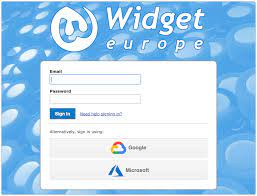 Widget
europe
Email
Password
Sign in Need help signing in?
Alternatively, sign in using:
Google
Microsoft